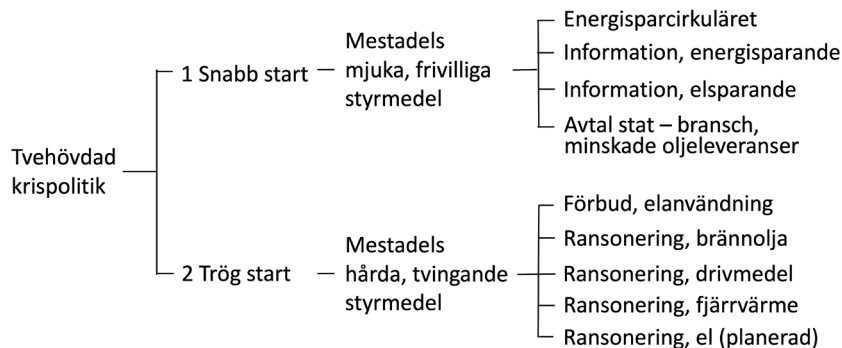 Tvehövdad
krispolitik
1 Snabb start
Mestadels
mjuka, frivilliga
styrmedel
Energisparcirkuläret
Information, energisparande
Information, elsparande
Avtal stat – bransch,
minskade oljeleveranser
2 Trög start
Mestadels
hårda, tvingande
styrmedel
Förbud, elanvändning
Ransonering, brännolja
Ransonering, drivmedel
Ransonering, fjärrvärme
Ransonering, el (planerad)